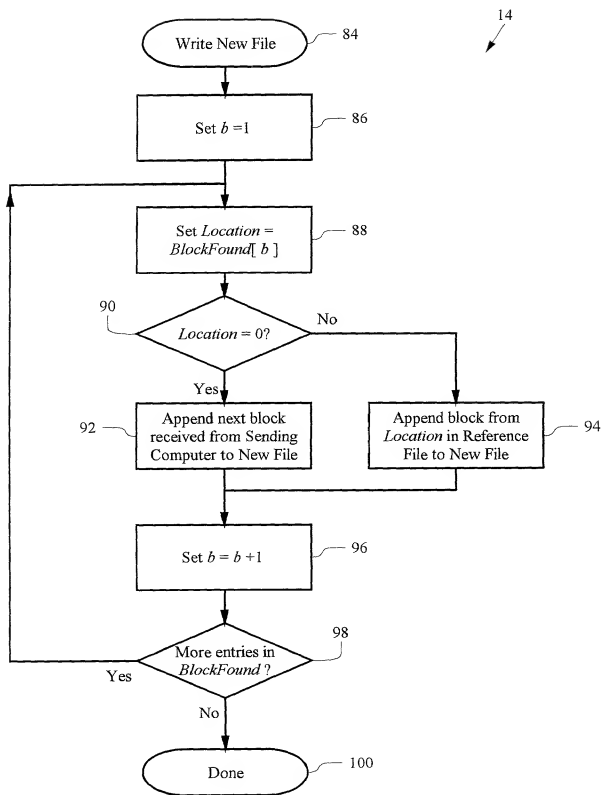 14
Write New File
84
Set b =1
86
Set Location =
BlockFound[ b ]
88
90
Location = 0?
No
Yes
92
Append next block
received from Sending
Computer to New File
Append block from
Location in Reference
File to New File
94
Set b = b +1
96
More entries in
BlockFound ?
98
Yes
No
Done
100